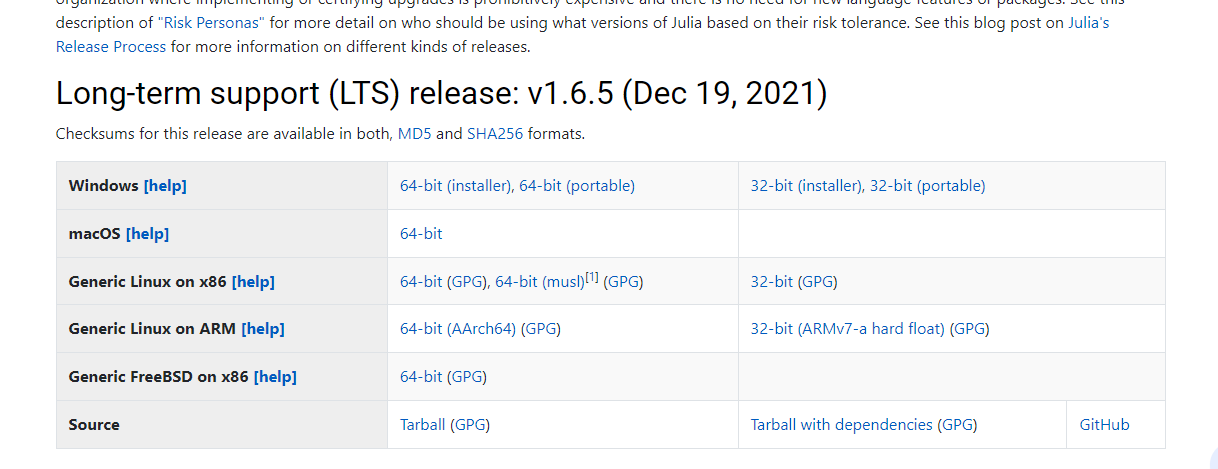 organization where implementing or certifying upgrades is prohibitively expensive and there is no need for new language features or packages. See this
description of "Risk Personas" for more detail on who should be using what versions of Julia based on their risk tolerance. See this blog post on Julia's
Release Process for more information on different kinds of releases.
Long-term support (LTS) release: v1.6.5 (Dec 19, 2021)
Checksums for this release are available in both, MD5 and SHA256 formats.
Windows [help] 64-bit (installer), 64-bit (portable) 32-bit (installer), 32-bit (portable)
macOS [help] 64-bit
Generic Linux on x86 [help] 64-bit (GPG), 64-bit (musl)[1] (GPG) 32-bit (GPG)
Generic Linux on ARM [help] 64-bit (AArch64) (GPG) 32-bit (ARMv7-a hard float) (GPG)
Generic FreeBSD on x86 [help] 64-bit (GPG)
Source Tarball (GPG) Tarball with dependencies (GPG) GitHub